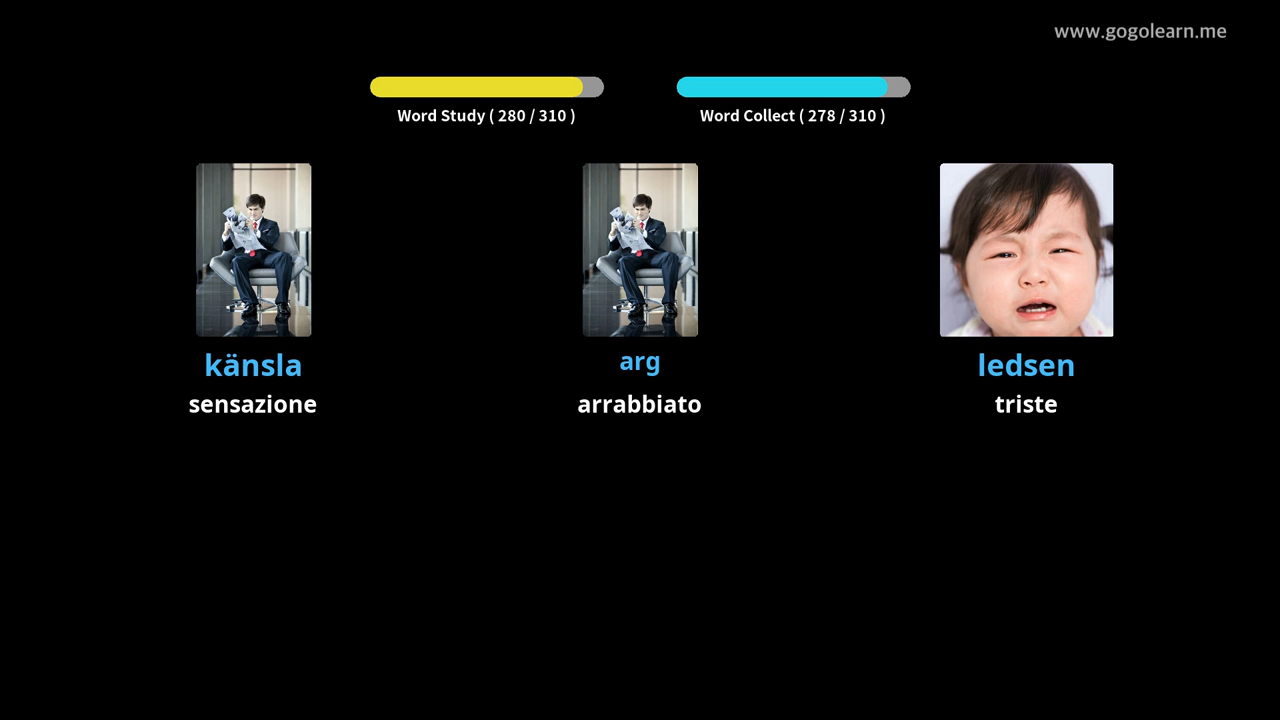 www.gogolearn.me
Word Study ( 280 / 310 )
Word Collect ( 278 / 310 )
känsla
arg
ledsen
sensazione
arrabbiato
triste